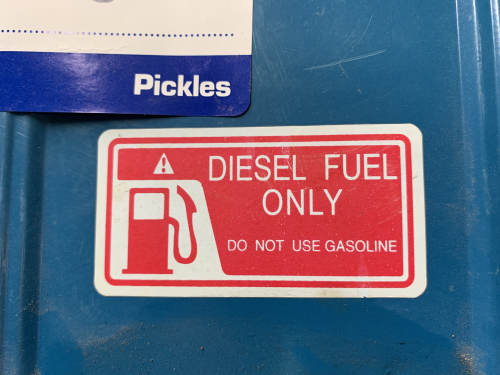 Pickles
DIESEL FUEL
ONLY
DO NOT USE GASOLINE